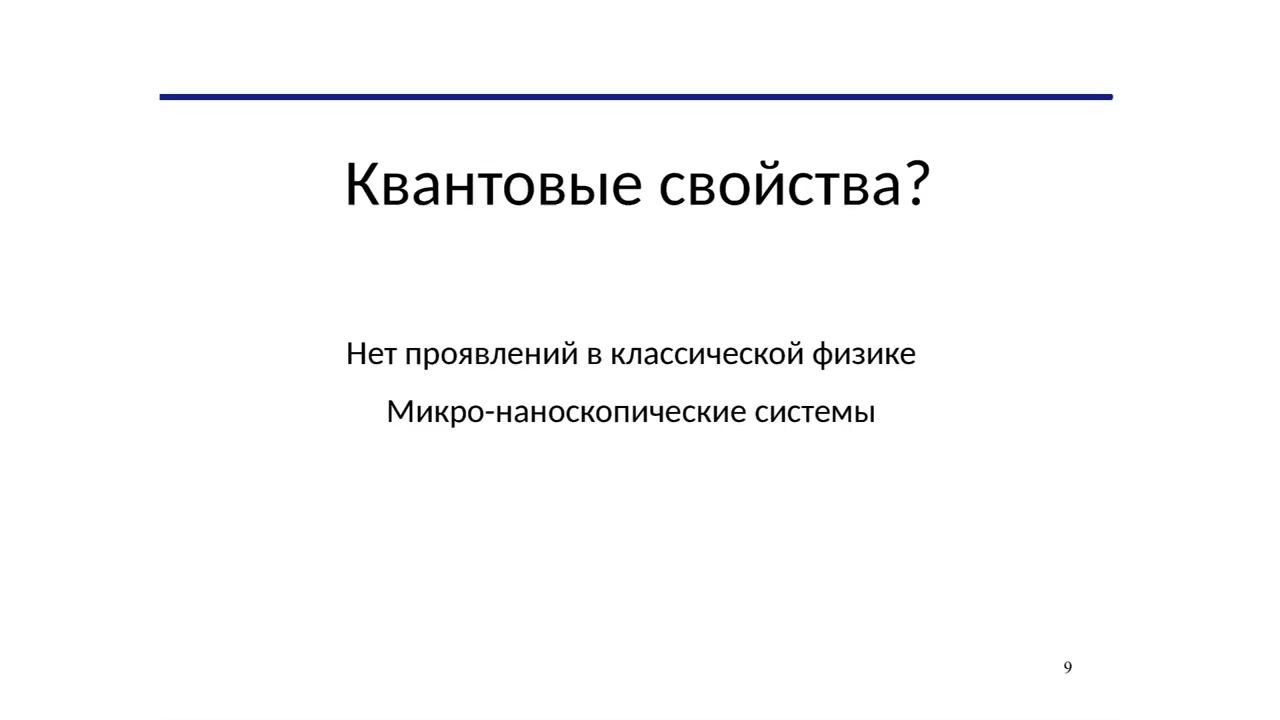 Квантовые свойства?
Нет проявлений в классической физике
Микро-наноскопические системы
9